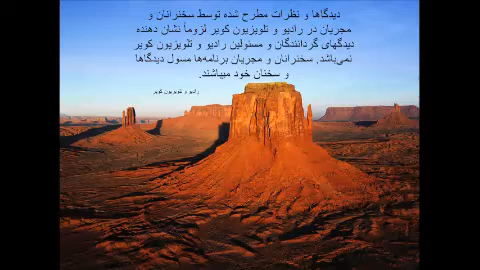 دیدگاها و نظرات مطرح شده توسط سخنرانان و
مجریان در رادیو و تلویزیون کویر لزوماً نشان دهنده
دیدگهای گردانندگان و مسئولین رادیو و تلویزیون کویر
نمی‌باشد. سخنرانان و مجریان برنامه‌ها مسول دیدگاها
و سخنان خود میباشند.
رادیو و تلویزیون کویر